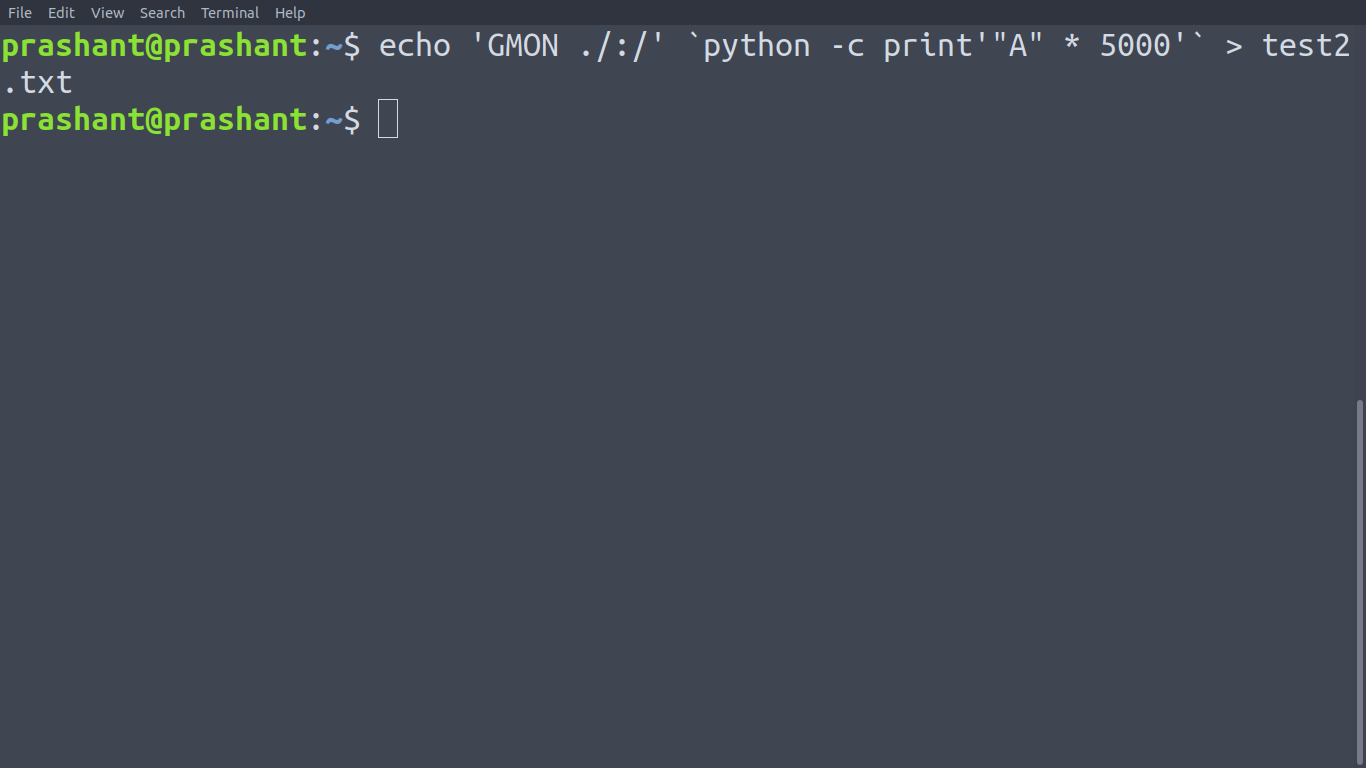 File Edit View Search Terminal Help
prashant@prashant:~$ echo 'GMON ./:/' `python -c print'"A" * 5000'` > test2
.txt
prashant@prashant:~$